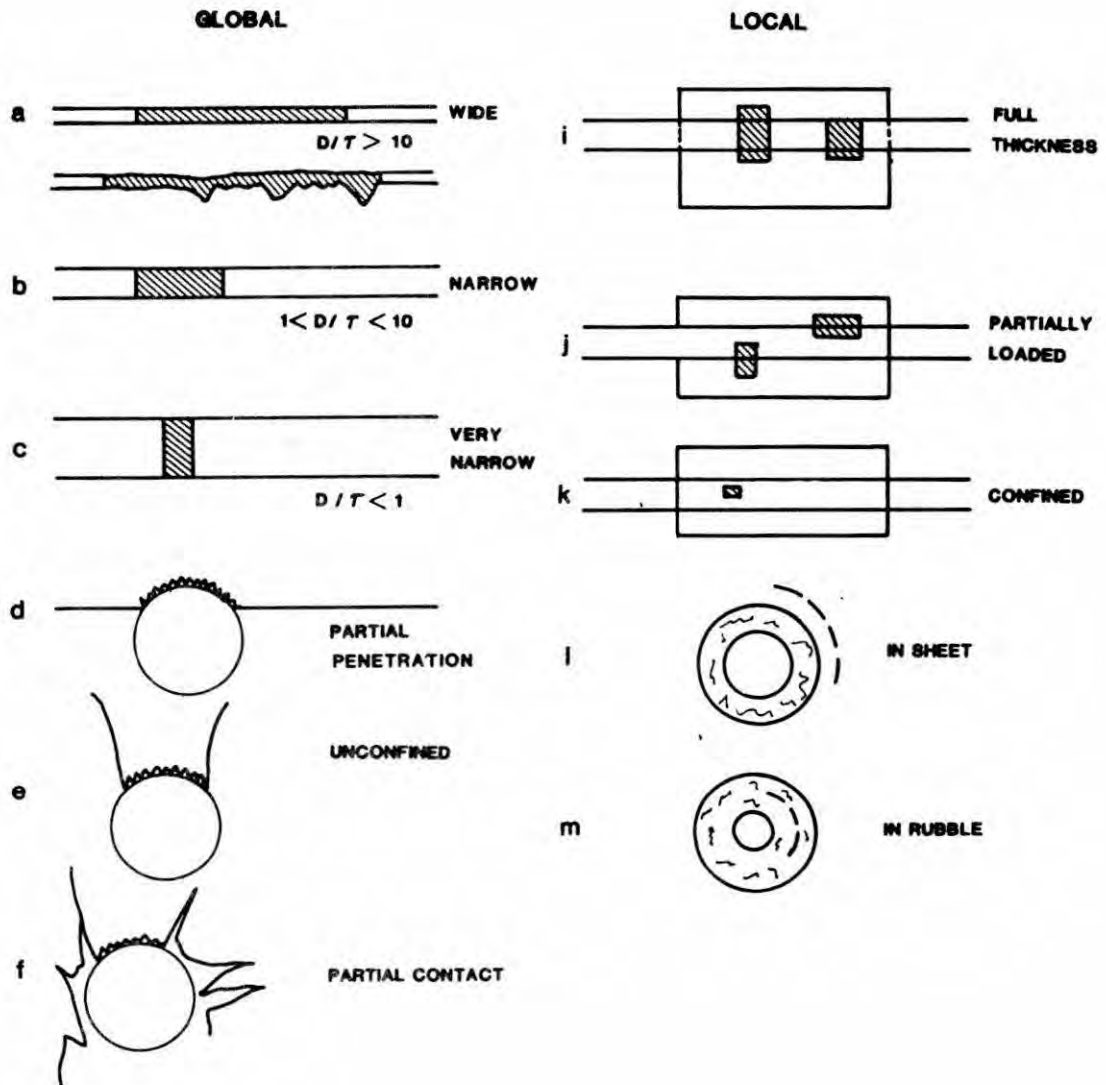 GLOBAL
a
WIDE
D/τ > 10
b
NARROW
1< D/τ < 10
c
VERY
NARROW
D/τ < 1
d
PARTIAL
PENETRATION
UNCONFINED
e
f
PARTIAL CONTACT
LOCAL
i
FULL
THICKNESS
j
PARTIALLY
LOADED
k
CONFINED
l
IN SHEET
m
IN RUBBLE